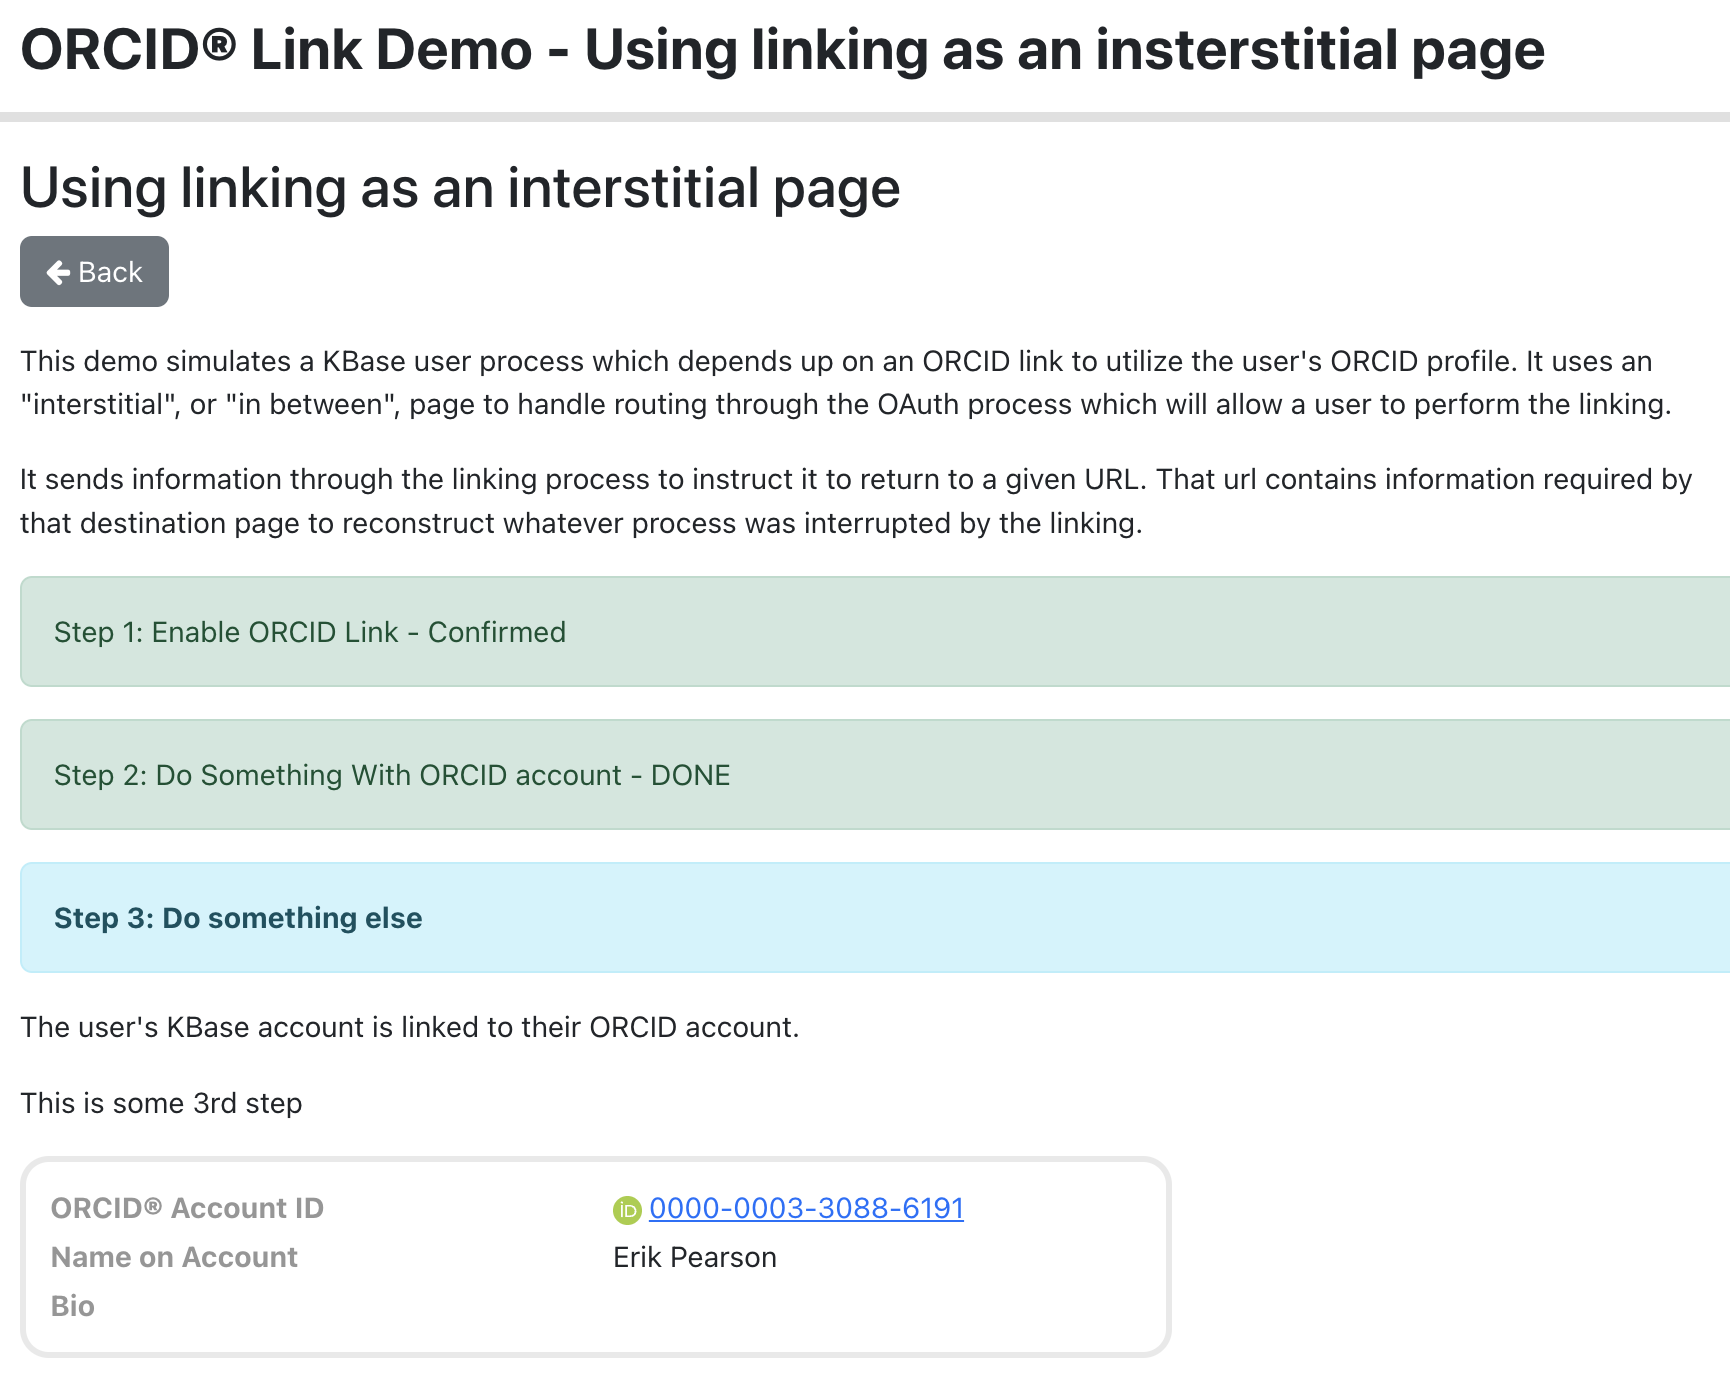 ORCID® Link Demo - Using linking as an insterstitial page
Using linking as an interstitial page
Back
This demo simulates a KBase user process which depends up on an ORCID link to utilize the user's ORCID profile. It uses an
"interstitial", or "in between", page to handle routing through the OAuth process which will allow a user to perform the linking.
It sends information through the linking process to instruct it to return to a given URL. That url contains information required by
that destination page to reconstruct whatever process was interrupted by the linking.
Step 1: Enable ORCID Link - Confirmed
Step 2: Do Something With ORCID account - DONE
Step 3: Do something else
The user's KBase account is linked to their ORCID account.
This is some 3rd step
ORCID® Account ID iD 0000-0003-3088-6191
Name on Account Erik Pearson
Bio